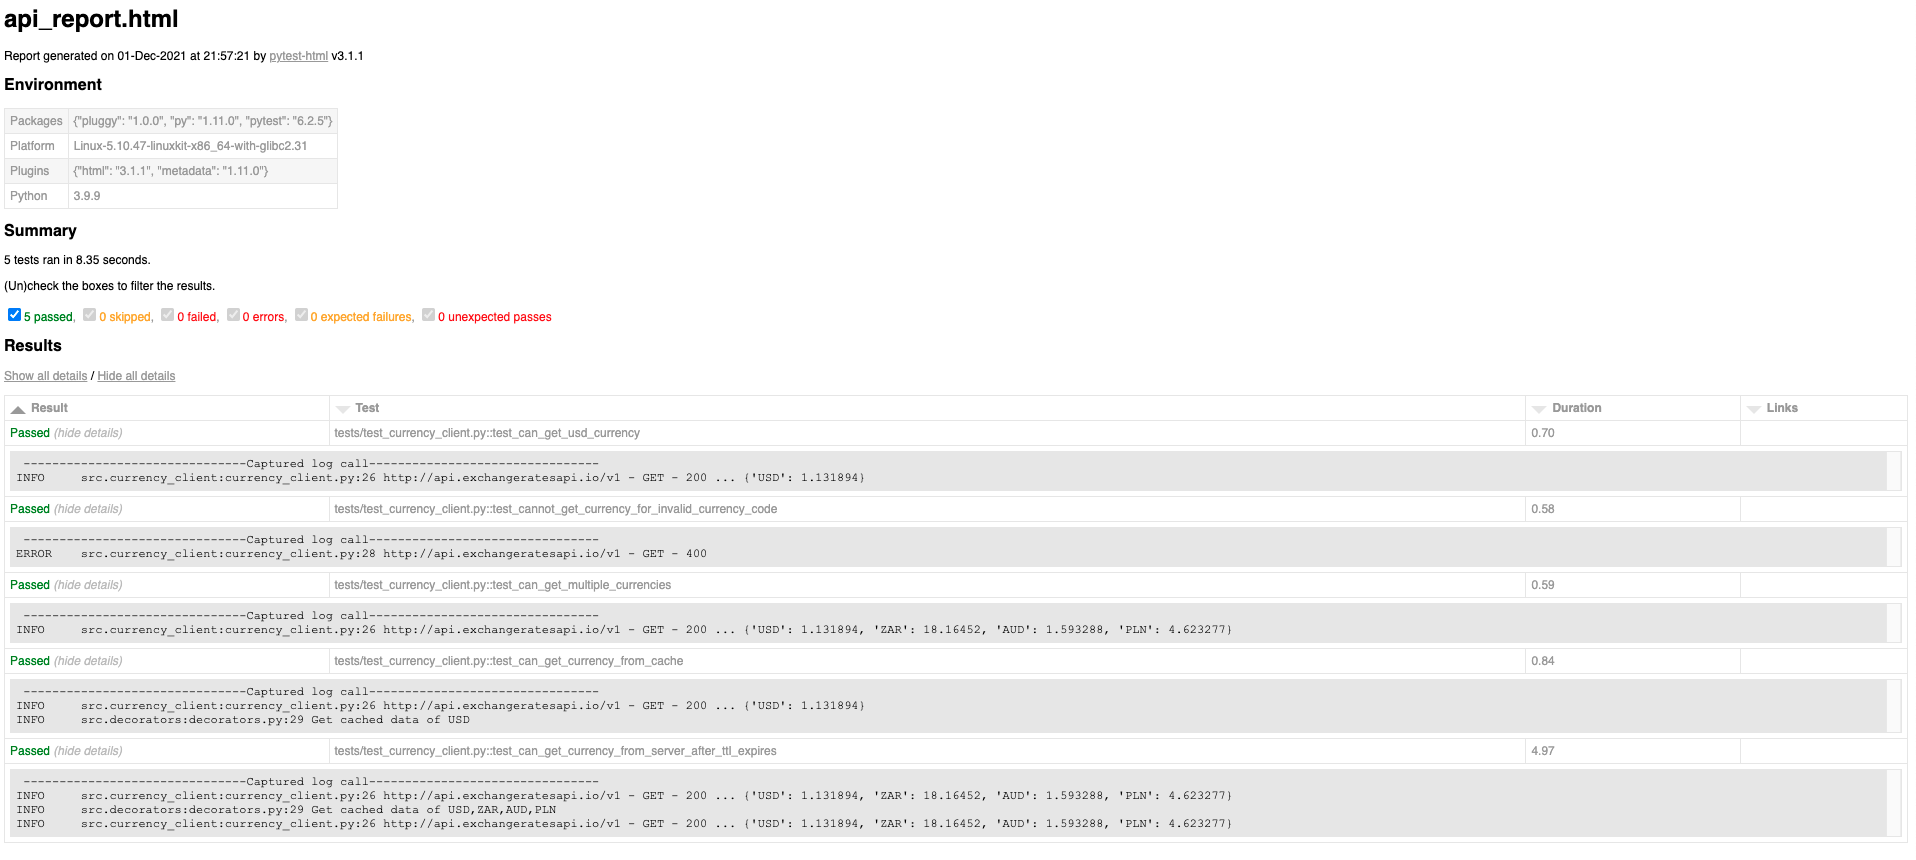 api_report.html
Report generated on 01-Dec-2021 at 21:57:21 by pytest-html v3.1.1
Environment
Packages {"pluggy": "1.0.0", "py": "1.11.0", "pytest": "6.2.5"}
Platform Linux-5.10.47-linuxkit-x86_64-with-glibc2.31
Plugins {"html": "3.1.1", "metadata": "1.11.0"}
Python 3.9.9
Summary
5 tests ran in 8.35 seconds.
(Un)check the boxes to filter the results.
5 passed, 0 skipped, 0 failed, 0 errors, 0 expected failures, 0 unexpected passes
Results
Show all details / Hide all details
Result Test Duration Links
Passed (hide details) tests/test_currency_client.py::test_can_get_usd_currency 0.70
-------------------------------Captured log call--------------------------------
INFO     src.currency_client:currency_client.py:26 http://api.exchangeratesapi.io/v1 - GET - 200 ... {'USD': 1.131894}
Passed (hide details) tests/test_currency_client.py::test_cannot_get_currency_for_invalid_currency_code 0.58
-------------------------------Captured log call--------------------------------
ERROR    src.currency_client:currency_client.py:28 http://api.exchangeratesapi.io/v1 - GET - 400
Passed (hide details) tests/test_currency_client.py::test_can_get_multiple_currencies 0.59
-------------------------------Captured log call--------------------------------
INFO     src.currency_client:currency_client.py:26 http://api.exchangeratesapi.io/v1 - GET - 200 ... {'USD': 1.131894, 'ZAR': 18.16452, 'AUD': 1.593288, 'PLN': 4.623277}
Passed (hide details) tests/test_currency_client.py::test_can_get_currency_from_cache 0.84
-------------------------------Captured log call--------------------------------
INFO     src.currency_client:currency_client.py:26 http://api.exchangeratesapi.io/v1 - GET - 200 ... {'USD': 1.131894}
INFO     src.decorators:decorators.py:29 Get cached data of USD
Passed (hide details) tests/test_currency_client.py::test_can_get_currency_from_server_after_ttl_expires 4.97
-------------------------------Captured log call--------------------------------
INFO     src.currency_client:currency_client.py:26 http://api.exchangeratesapi.io/v1 - GET - 200 ... {'USD': 1.131894, 'ZAR': 18.16452, 'AUD': 1.593288, 'PLN': 4.623277}
INFO     src.decorators:decorators.py:29 Get cached data of USD,ZAR,AUD,PLN
INFO     src.currency_client:currency_client.py:26 http://api.exchangeratesapi.io/v1 - GET - 200 ... {'USD': 1.131894, 'ZAR': 18.16452, 'AUD': 1.593288, 'PLN': 4.623277}